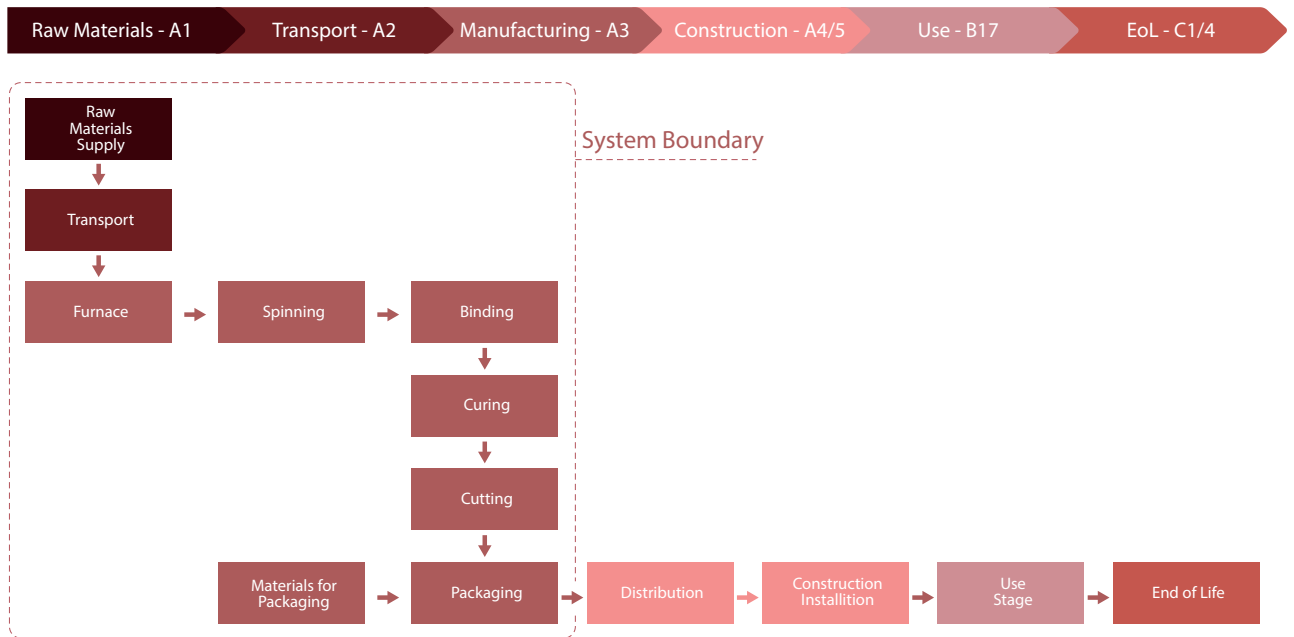 Raw Materials - A1
Transport - A2
Manufacturing - A3
Construction - A4/5
Use - B17
EoL - C1/4
Raw
Materials
Supply
System Boundary
Transport
Furnace
Spinning
Binding
Curing
Cutting
Materials for
Packaging
Packaging
Distribution
Construction
Installition
Use
Stage
End of Life